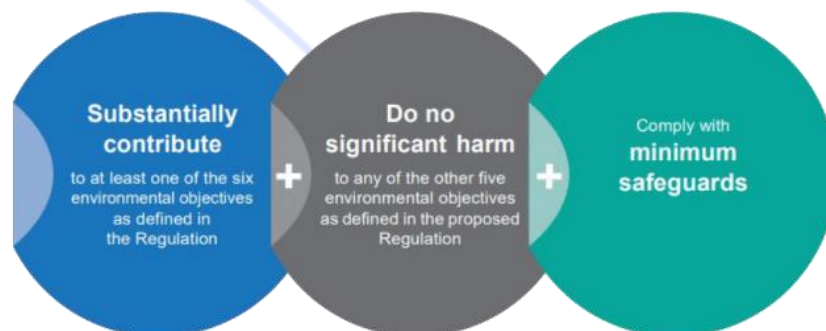 Substantially
contribute
to at least one of the six
environmental objectives
as defined in
the Regulation
+
Do no
significant harm
to any of the other five
environmental objectives
as defined in the proposed
Regulation
+
Comply with
minimum
safeguards